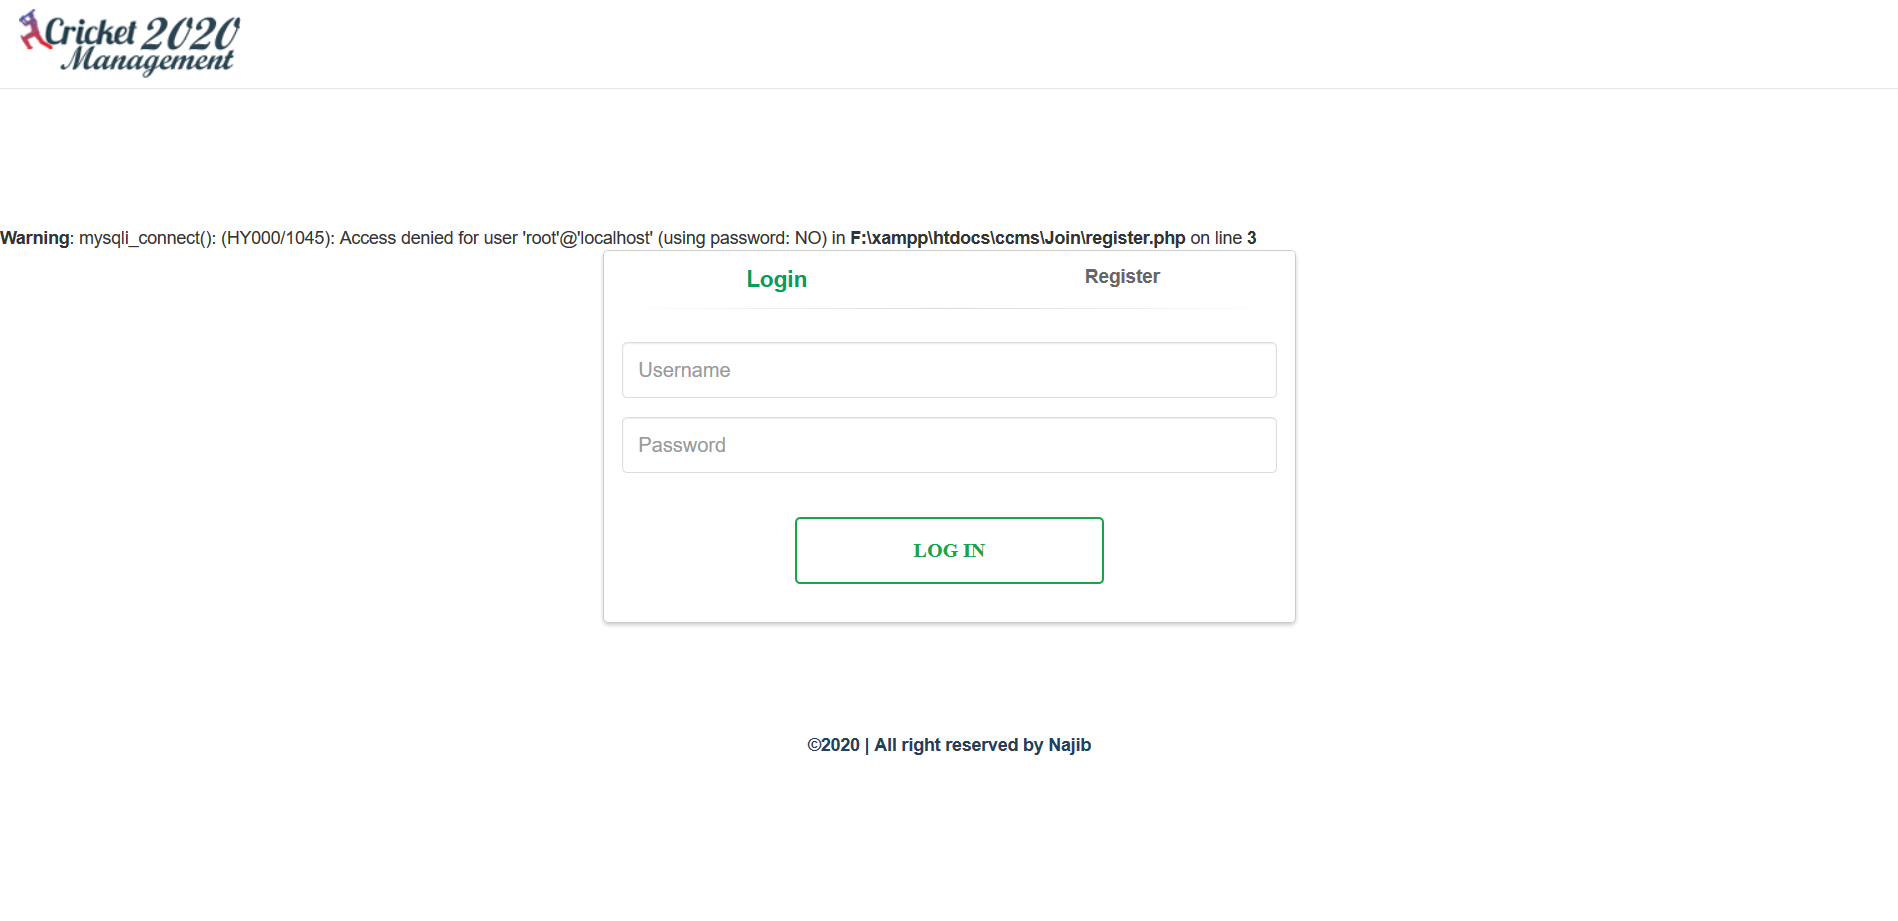 Cricket 2020
Management
Warning: mysqli_connect(): (HY000/1045): Access denied for user 'root'@'localhost' (using password: NO) in F:\xampp\htdocs\ccms\Join\register.php on line 3
Login Register
Username
Password
LOG IN
©2020 | All right reserved by Najib